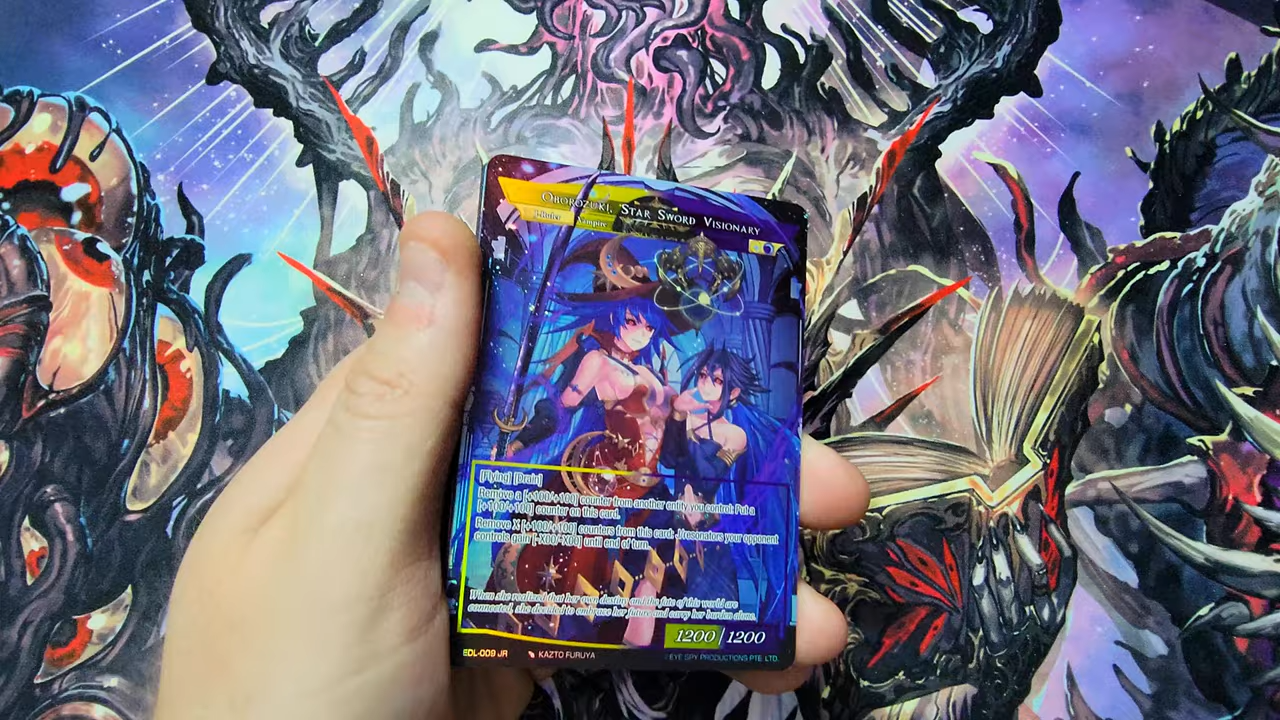 Oborozuki, Star Sword Visionary
J-Ruler Vampire
[Flying] [Drain]
Remove a [+100/+100] counter from another entity you control: Put a
[+100/+100] counter on this card.
Remove X [+100/+100] counters from this card: J/resonators your opponent
controls gain [-X00/-X00] until end of turn.
When she realized that her own destiny and the fate of this world are
connected, she decided to embrace her future and carry her burden alone.
1200 / 1200
EDL-009 JR KAZTO FURUYA EYE SPY PRODUCTIONS PTE. LTD.